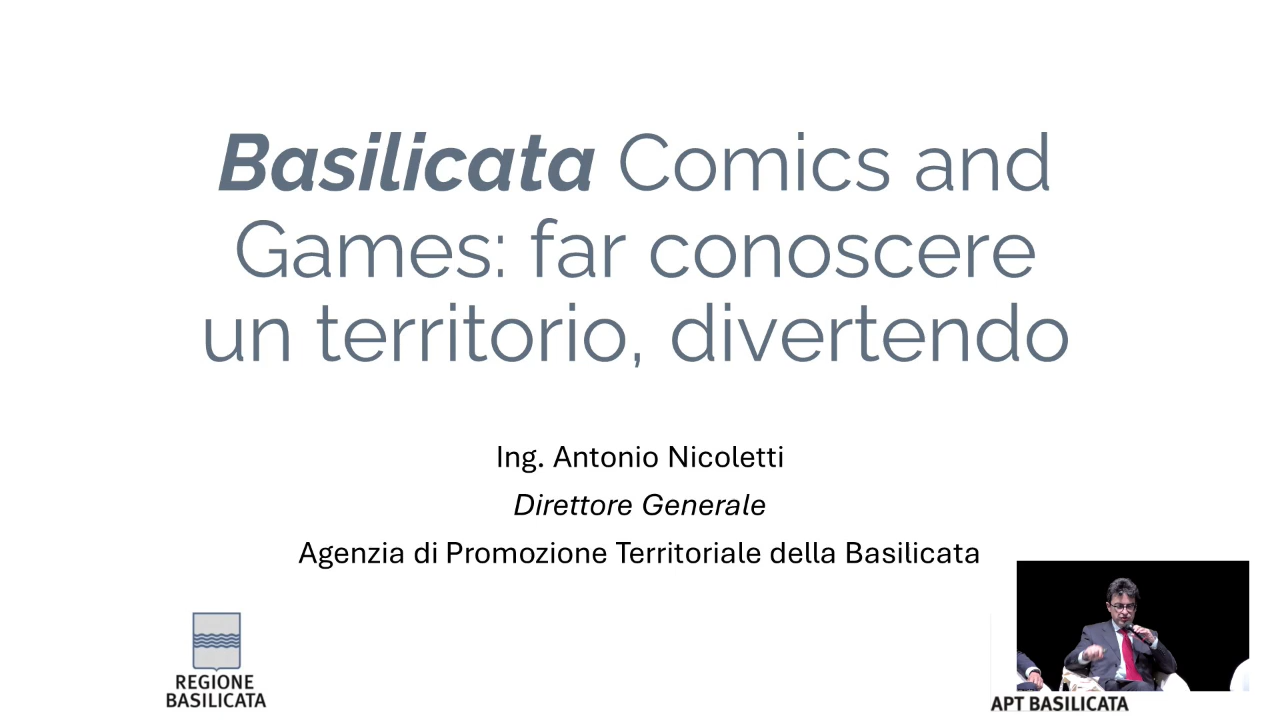 Basilicata Comics and
Games: far conoscere
un territorio, divertendo
Ing. Antonio Nicoletti
Direttore Generale
Agenzia di Promozione Territoriale della Basilicata
REGIONE
BASILICATA
APT BASILICATA